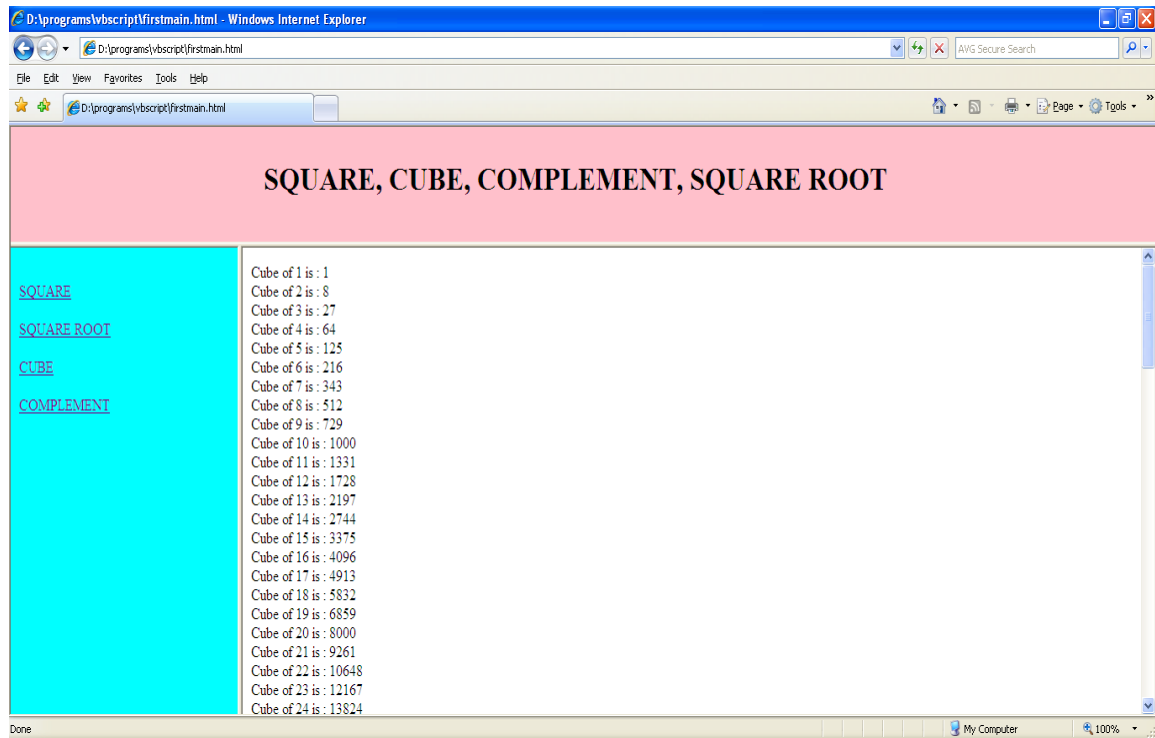 D:\programs\vbscript\firstmain.html - Windows Internet Explorer
D:\programs\vbscript\firstmain.html
AVG Secure Search
File Edit View Favorites Tools Help
D:\programs\vbscript\firstmain.html
Page Tools »
SQUARE, CUBE, COMPLEMENT, SQUARE ROOT
SQUARE
SQUARE ROOT
CUBE
COMPLEMENT
Cube of 1 is : 1
Cube of 2 is : 8
Cube of 3 is : 27
Cube of 4 is : 64
Cube of 5 is : 125
Cube of 6 is : 216
Cube of 7 is : 343
Cube of 8 is : 512
Cube of 9 is : 729
Cube of 10 is : 1000
Cube of 11 is : 1331
Cube of 12 is : 1728
Cube of 13 is : 2197
Cube of 14 is : 2744
Cube of 15 is : 3375
Cube of 16 is : 4096
Cube of 17 is : 4913
Cube of 18 is : 5832
Cube of 19 is : 6859
Cube of 20 is : 8000
Cube of 21 is : 9261
Cube of 22 is : 10648
Cube of 23 is : 12167
Cube of 24 is : 13824
Done
My Computer
100%